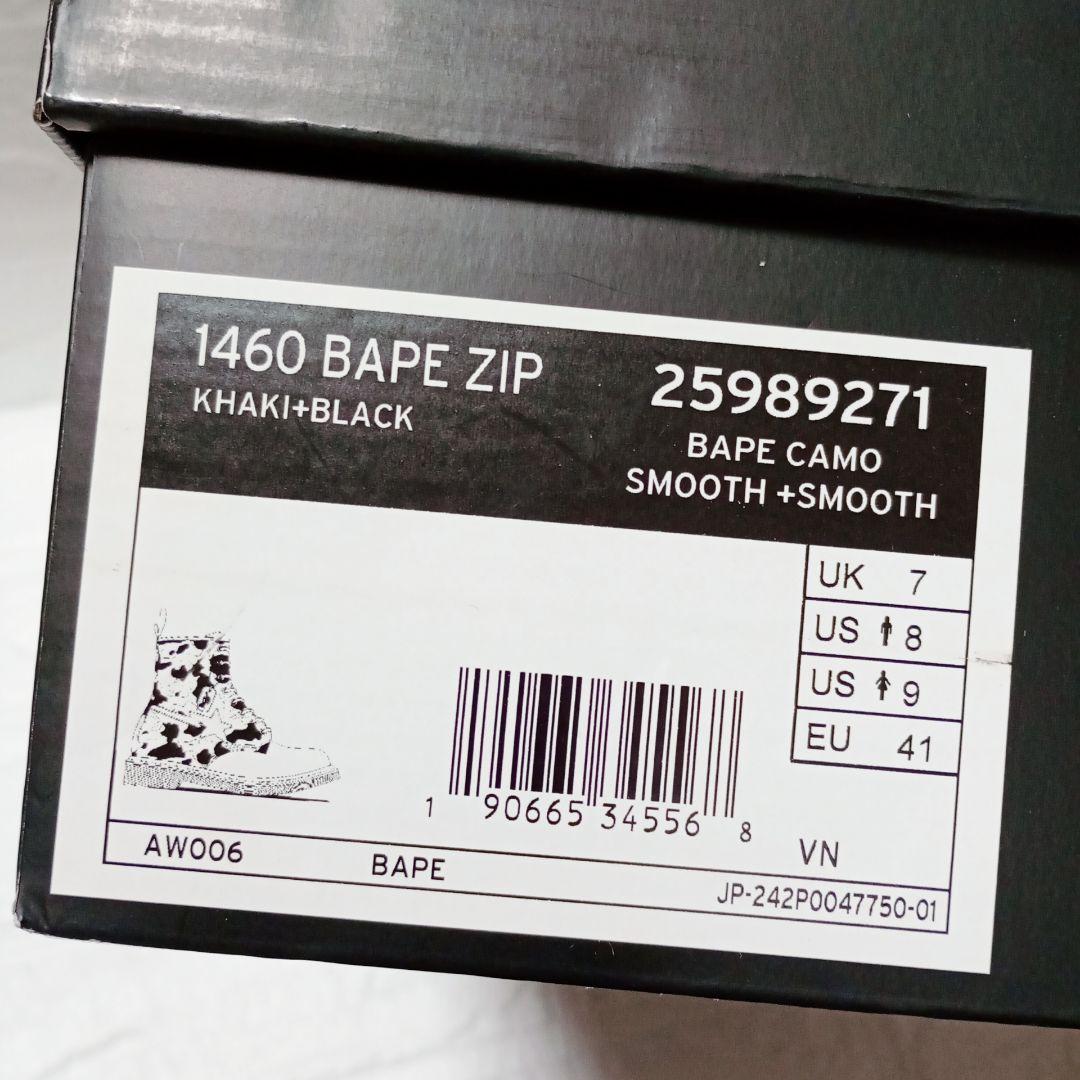 1460 BAPE ZIP
KHAKI+BLACK
25989271
BAPE CAMO
SMOOTH +SMOOTH
UK 7
US 8
US 9
EU 41
1 90665 34556 8
VN
AW006 BAPE
JP-242P0047750-01